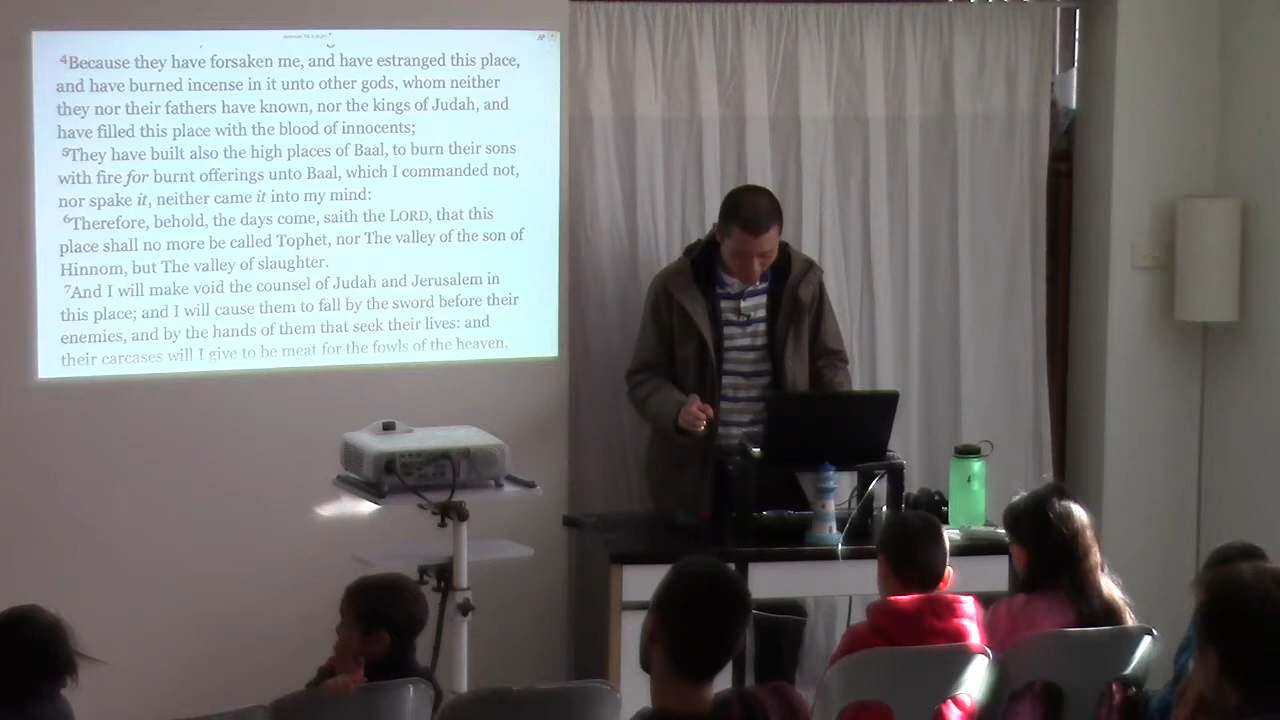 ⁴Because they have forsaken me, and have estranged this place,
and have burned incense in it unto other gods, whom neither
they nor their fathers have known, nor the kings of Judah, and
have filled this place with the blood of innocents;
⁵They have built also the high places of Baal, to burn their sons
with fire for burnt offerings unto Baal, which I commanded not,
nor spake it, neither came it into my mind:
⁶Therefore, behold, the days come, saith the LORD, that this
place shall no more be called Tophet, nor The valley of the son of
Hinnom, but The valley of slaughter.
⁷And I will make void the counsel of Judah and Jerusalem in
this place; and I will cause them to fall by the sword before their
enemies, and by the hands of them that seek their lives: and
their carcases will I give to be meat for the fowls of the heaven,